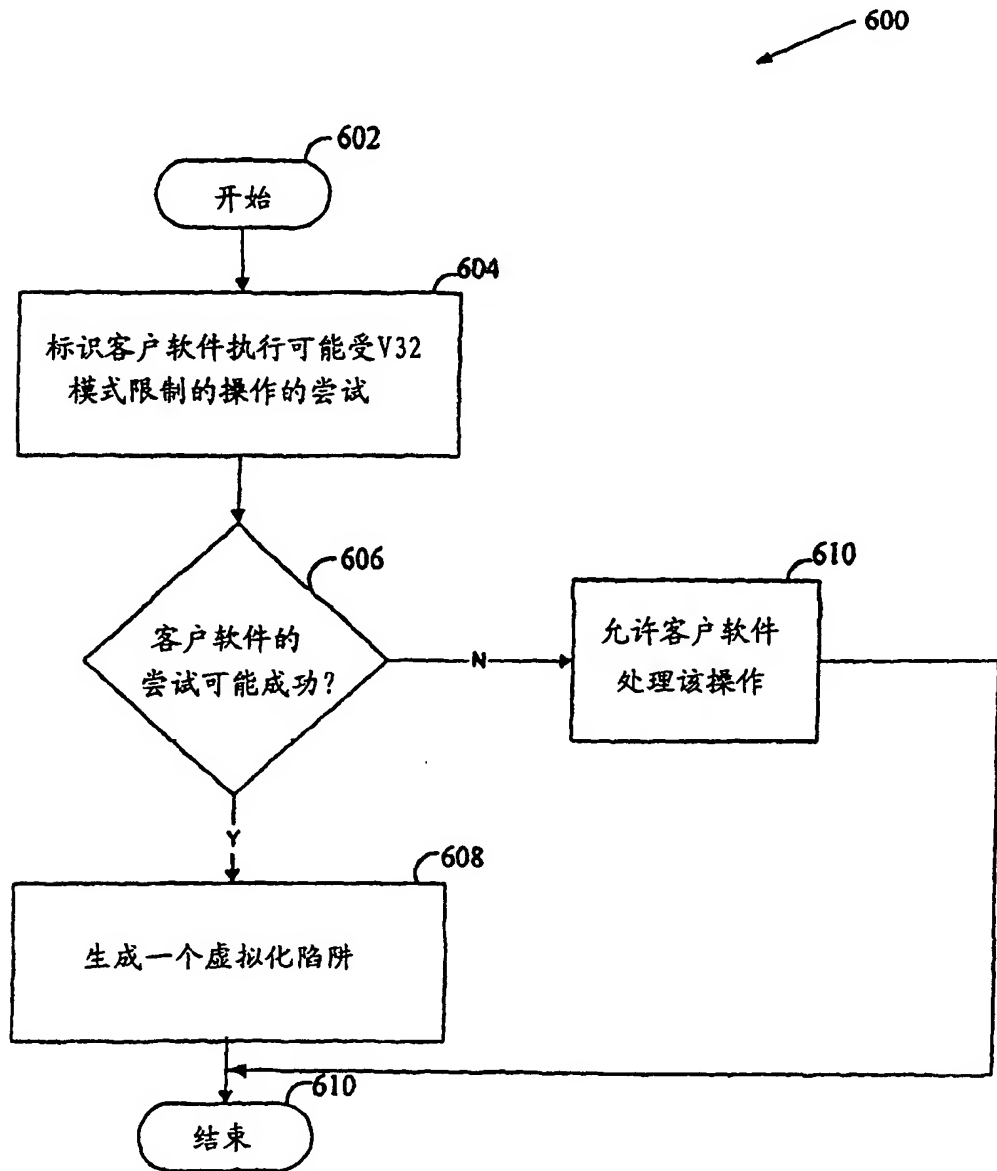 600
602
开始
604
标识客户软件执行可能受V32
模式限制的操作的尝试
606
客户软件的
尝试可能成功?
N
610
允许客户软件
处理该操作
Y
608
生成一个虚拟化陷阱
610
结束